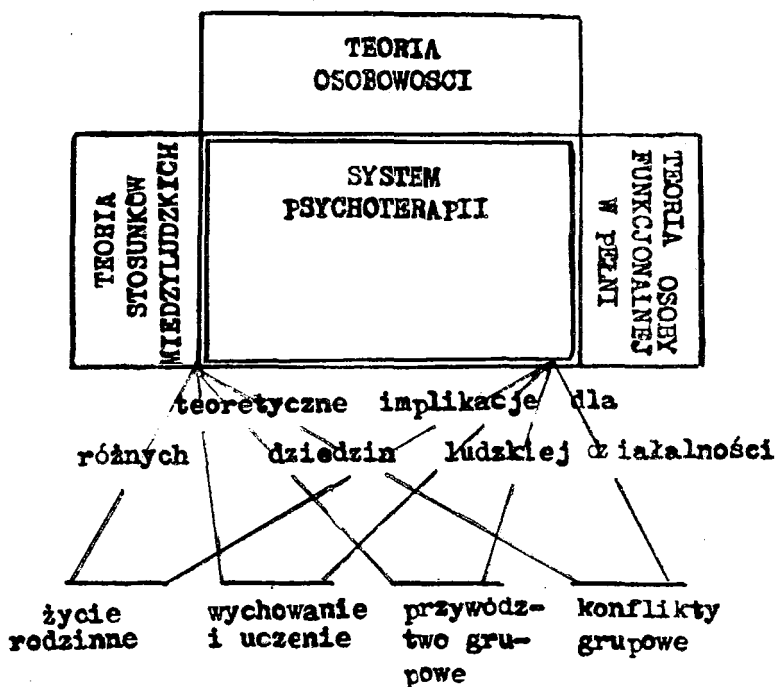 TEORIA
OSOBOWOSCI
TEORIA
STOSUNKÓW
MIEDZYLUDZKICH
SYSTEM
PSYCHOTERAPII
TEORIA OSOBY
FUNKCJONALNEJ
W PEŁNI
teoretyczne implikacje dla
różnych dziedzin ludzkiej działalności
życie
rodzinne
wychowanie
i uczenie
przywódz-
two gru-
powe
konflikty
grupowe